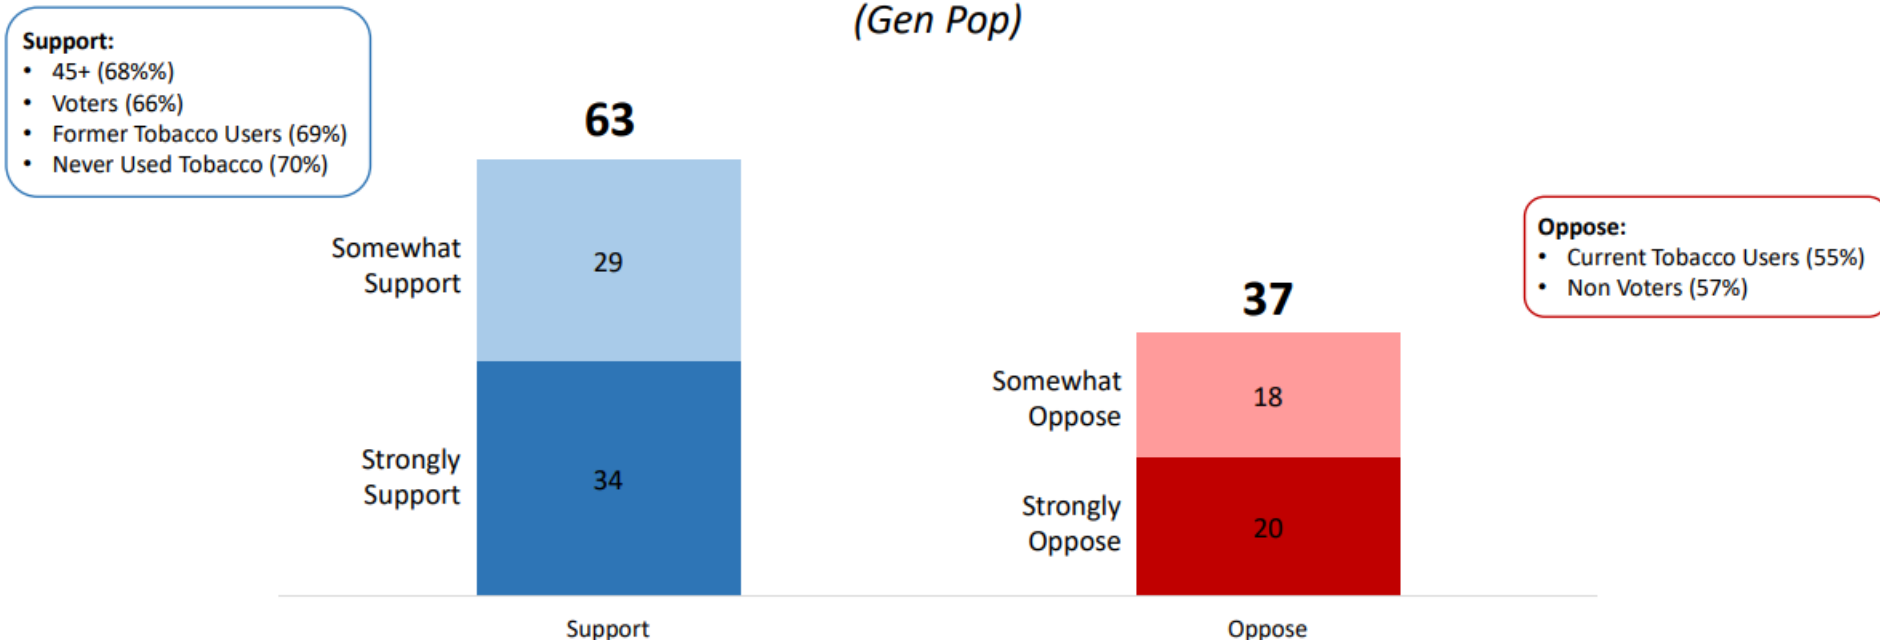 (Gen Pop)
Support:
• 45+ (68%%)
• Voters (66%)
• Former Tobacco Users (69%)
• Never Used Tobacco (70%)
63
Somewhat
Support
29
Strongly
Support
34
Oppose:
• Current Tobacco Users (55%)
• Non Voters (57%)
37
Somewhat
Oppose
18
Strongly
Oppose
20
Support
Oppose